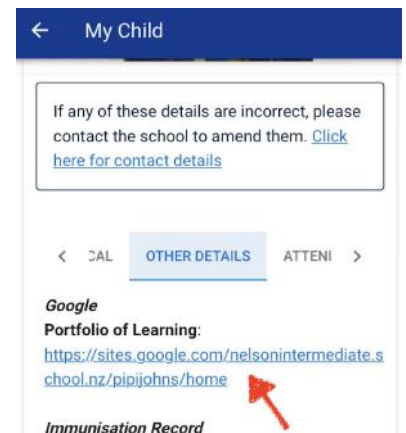 My Child
If any of these details are incorrect, please
contact the school to amend them. Click
here for contact details
CAL OTHER DETAILS ATTENI
Google
Portfolio of Learning:
https://sites.google.com/nelsonintermediate.s
chool.nz/pipijohns/home
Immunisation Record